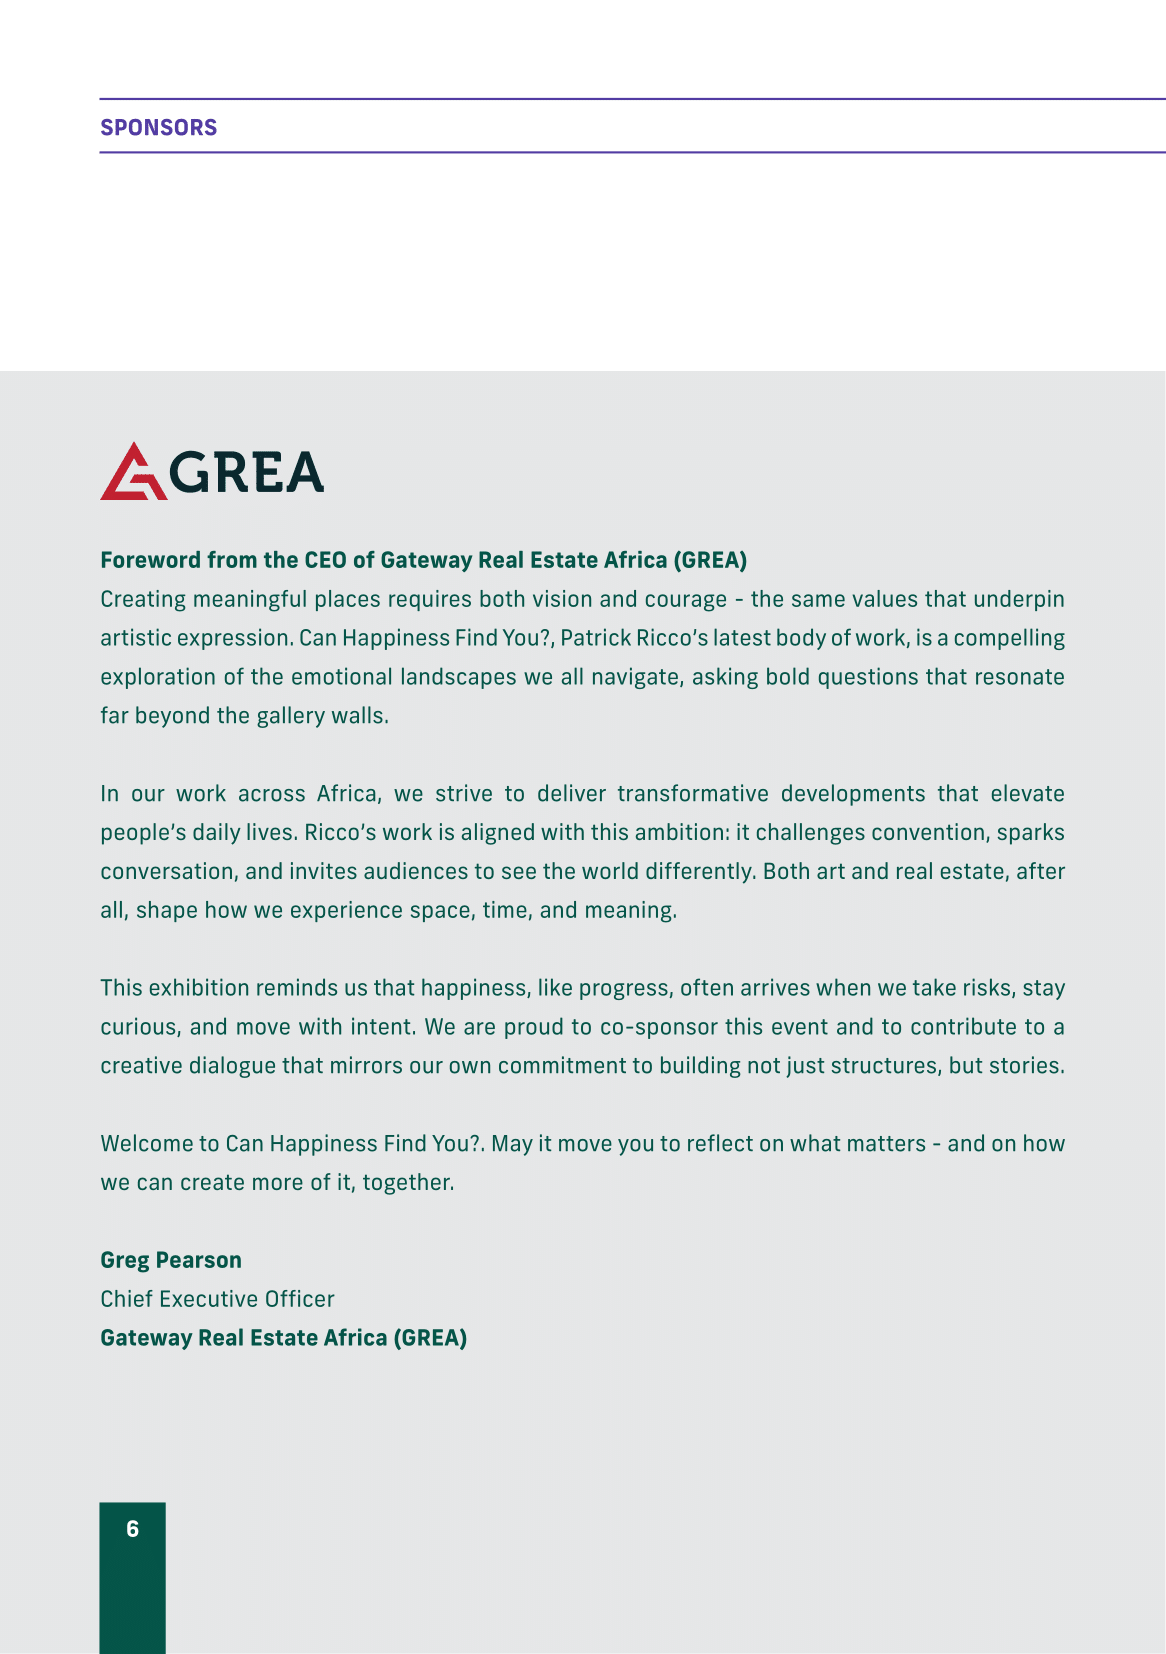 SPONSORS
GREA
Foreword from the CEO of Gateway Real Estate Africa (GREA)
Creating meaningful places requires both vision and courage - the same values that underpin
artistic expression. Can Happiness Find You?, Patrick Ricco’s latest body of work, is a compelling
exploration of the emotional landscapes we all navigate, asking bold questions that resonate
far beyond the gallery walls.
In our work across Africa, we strive to deliver transformative developments that elevate
people’s daily lives. Ricco’s work is aligned with this ambition: it challenges convention, sparks
conversation, and invites audiences to see the world differently. Both art and real estate, after
all, shape how we experience space, time, and meaning.
This exhibition reminds us that happiness, like progress, often arrives when we take risks, stay
curious, and move with intent. We are proud to co-sponsor this event and to contribute to a
creative dialogue that mirrors our own commitment to building not just structures, but stories.
Welcome to Can Happiness Find You?. May it move you to reflect on what matters - and on how
we can create more of it, together.
Greg Pearson
Chief Executive Officer
Gateway Real Estate Africa (GREA)
6